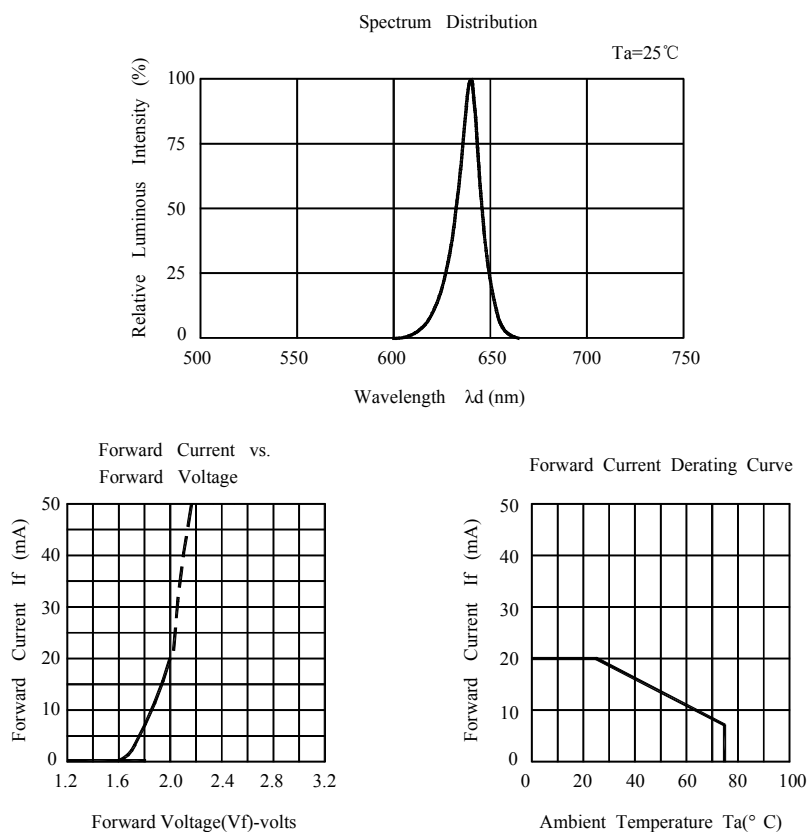 Spectrum Distribution
Ta=25℃
Relative Luminous Intensity (%)
100
75
50
25
0
500 550 600 650 700 750
Wavelength λd (nm)
Forward Current vs.
Forward Voltage
Forward Current If (mA)
50
40
30
20
10
0
1.2 1.6 2.0 2.4 2.8 3.2
Forward Voltage(Vf)-volts
Forward Current Derating Curve
Forward Current If (mA)
50
40
30
20
10
0
0 20 40 60 80 100
Ambient Temperature Ta(° C)